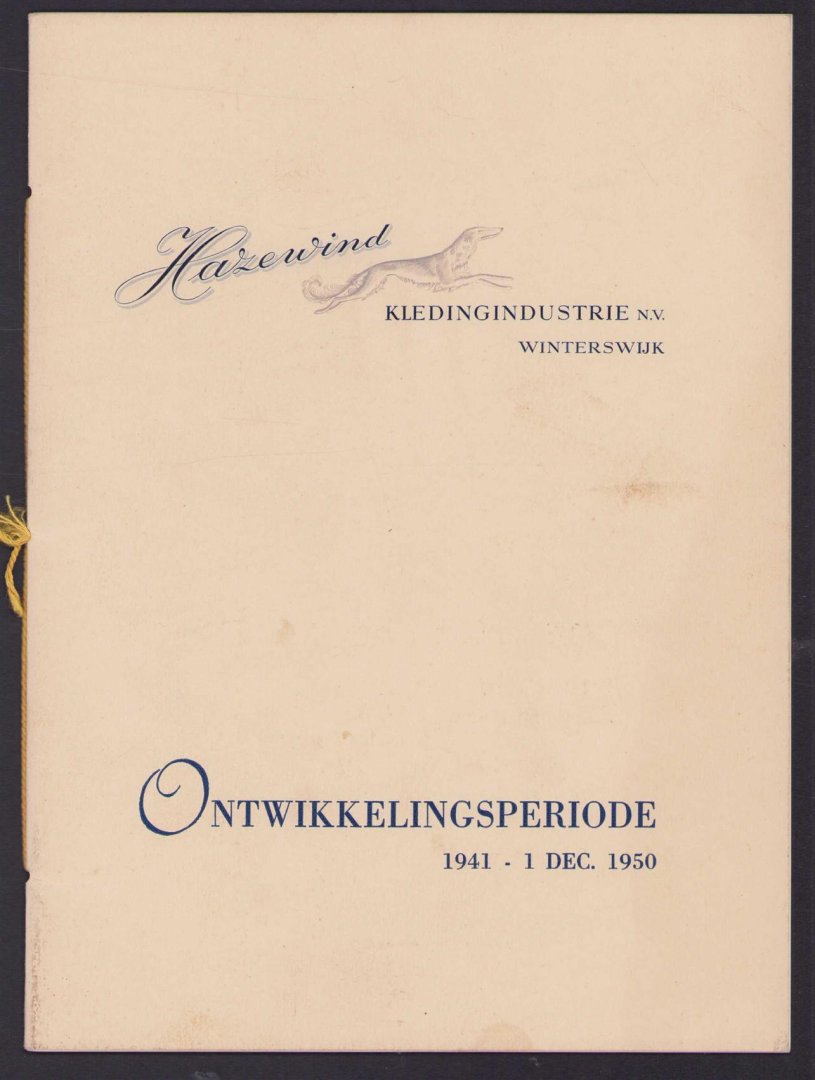 Hazewind
KLEDINGINDUSTRIE N.V.
WINTERSWIJK
ONTWIKKELINGSPERIODE
1941 - 1 DEC. 1950